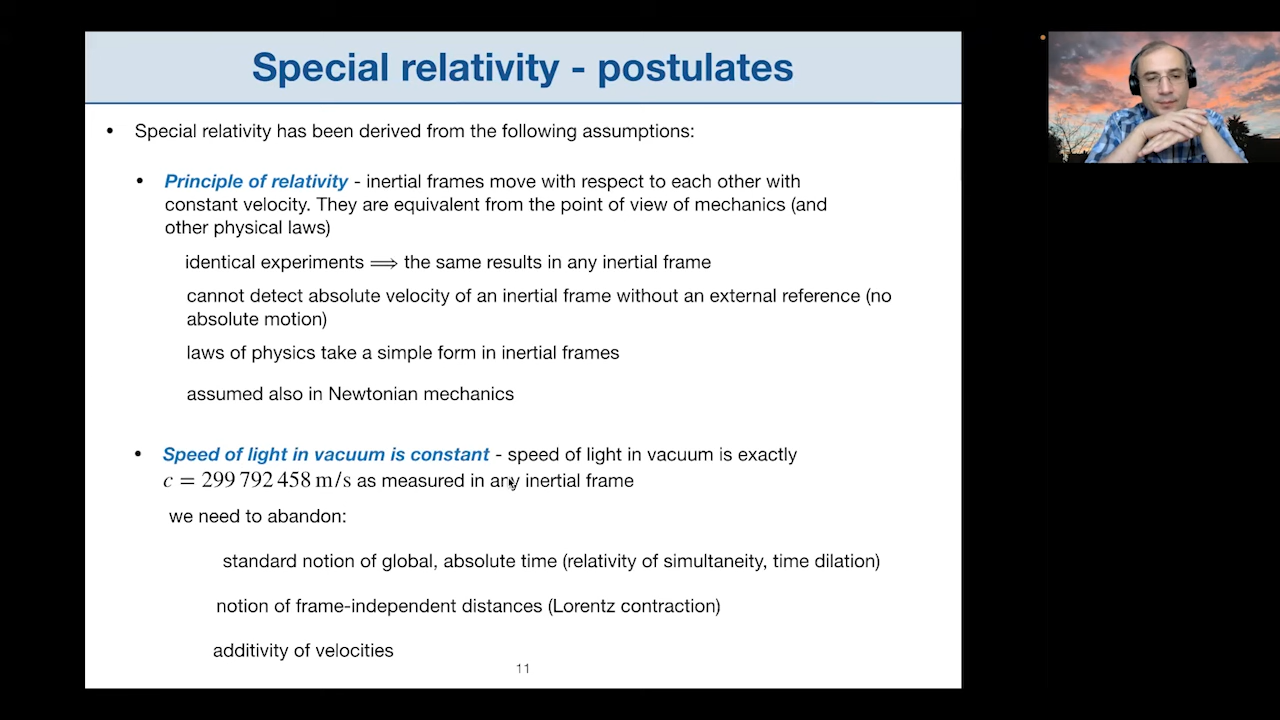 Special relativity - postulates
• Special relativity has been derived from the following assumptions:
• Principle of relativity - inertial frames move with respect to each other with
constant velocity. They are equivalent from the point of view of mechanics (and
other physical laws)
identical experiments ⟹ the same results in any inertial frame
cannot detect absolute velocity of an inertial frame without an external reference (no
absolute motion)
laws of physics take a simple form in inertial frames
assumed also in Newtonian mechanics
• Speed of light in vacuum is constant - speed of light in vacuum is exactly
c = 299 792 458 m/s as measured in any inertial frame
we need to abandon:
standard notion of global, absolute time (relativity of simultaneity, time dilation)
notion of frame-independent distances (Lorentz contraction)
additivity of velocities
11